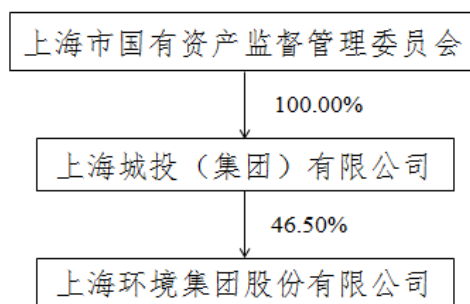 上海市国有资产监督管理委员会
100.00%
上海城投（集团）有限公司
46.50%
上海环境集团股份有限公司